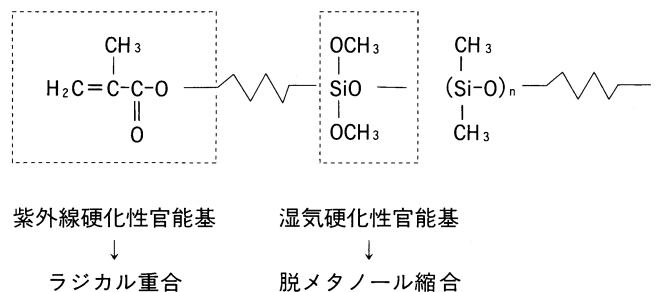 CH₃ OCH₃ CH₃
H₂C=C-C-O SiO (Si-O)n
O OCH₃ CH₃
紫外線硬化性官能基 湿気硬化性官能基
↓ ↓
ラジカル重合 脱メタノール縮合